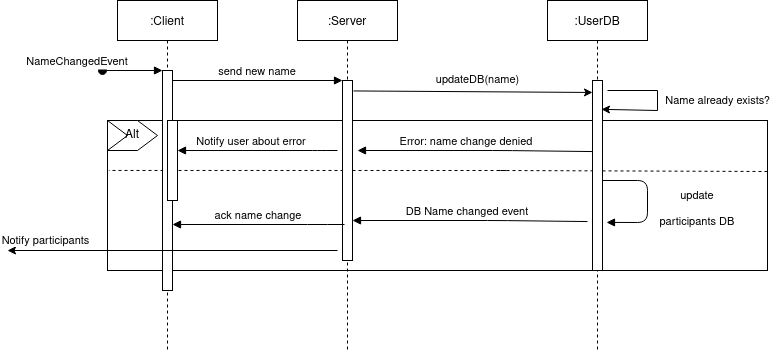 :Client
:Server
:UserDB
NameChangedEvent
send new name
updateDB(name)
Name already exists?
Alt
Notify user about error
Error: name change denied
update
participants DB
ack name change
DB Name changed event
Notify participants